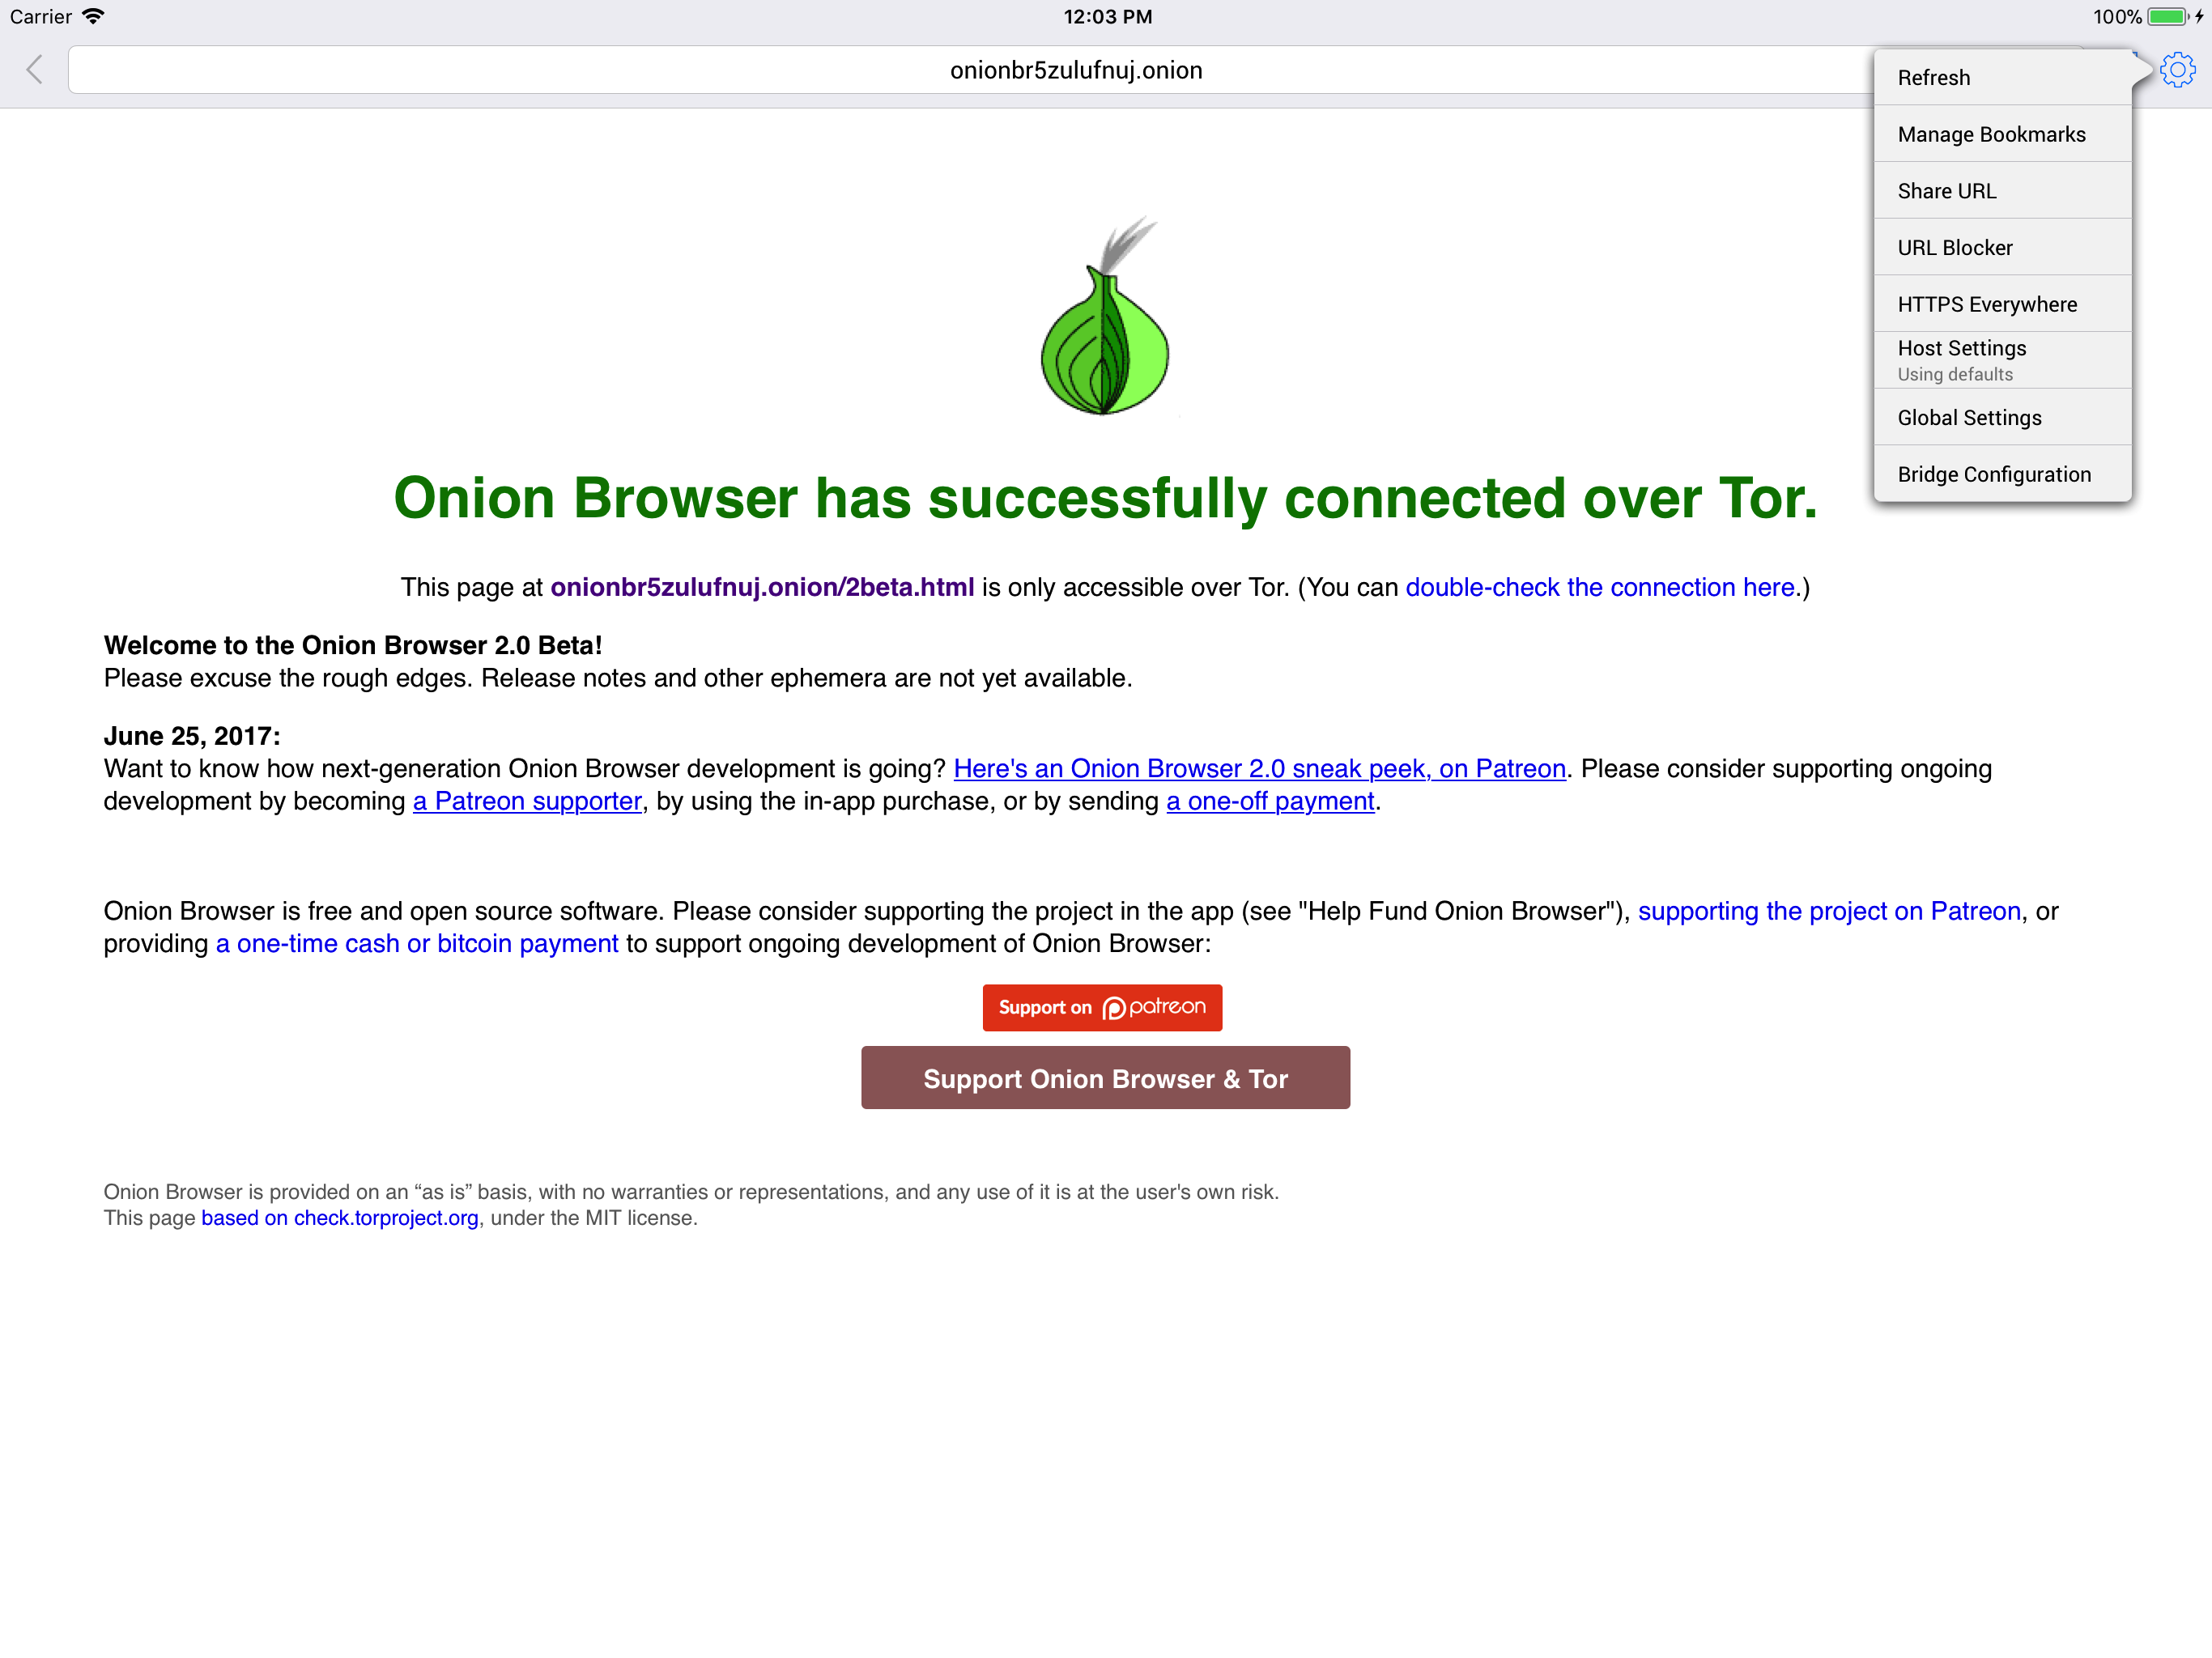 Carrier
12:03 PM
100%
onionbr5zulufnuj.onion
Refresh
Manage Bookmarks
Share URL
URL Blocker
HTTPS Everywhere
Host Settings
Using defaults
Global Settings
Bridge Configuration
Onion Browser has successfully connected over Tor.
This page at onionbr5zulufnuj.onion/2beta.html is only accessible over Tor. (You can double-check the connection here.)
Welcome to the Onion Browser 2.0 Beta!
Please excuse the rough edges. Release notes and other ephemera are not yet available.
June 25, 2017:
Want to know how next-generation Onion Browser development is going? Here's an Onion Browser 2.0 sneak peek, on Patreon. Please consider supporting ongoing
development by becoming a Patreon supporter, by using the in-app purchase, or by sending a one-off payment.
Onion Browser is free and open source software. Please consider supporting the project in the app (see "Help Fund Onion Browser"), supporting the project on Patreon, or
providing a one-time cash or bitcoin payment to support ongoing development of Onion Browser:
Support on patreon
Support Onion Browser & Tor
Onion Browser is provided on an “as is” basis, with no warranties or representations, and any use of it is at the user's own risk.
This page based on check.torproject.org, under the MIT license.